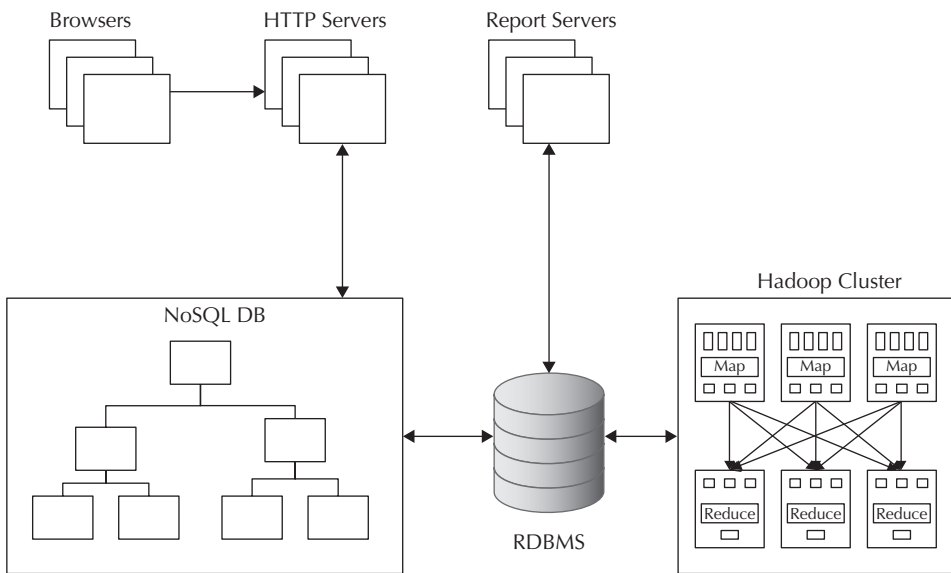 Browsers
HTTP Servers
Report Servers
Hadoop Cluster
NoSQL DB
Map
Map
Map
Reduce
Reduce
Reduce
RDBMS